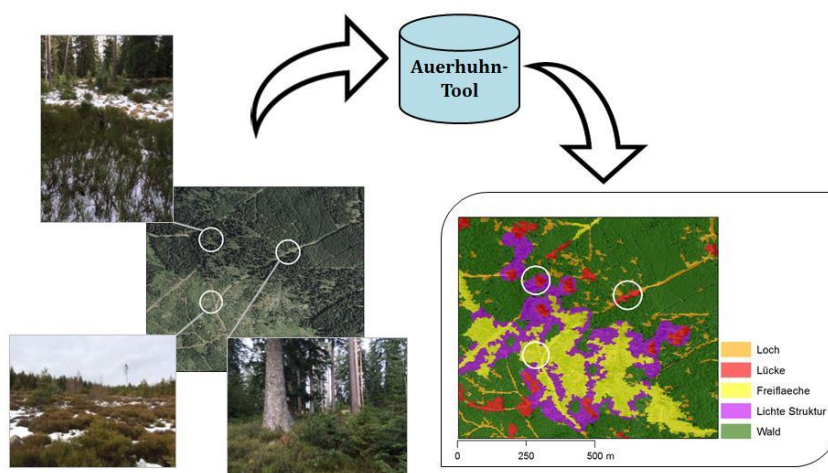 Auerhuhn-
Tool
Loch
Lücke
Freiflaeche
Lichte Struktur
Wald
0 250 500 m